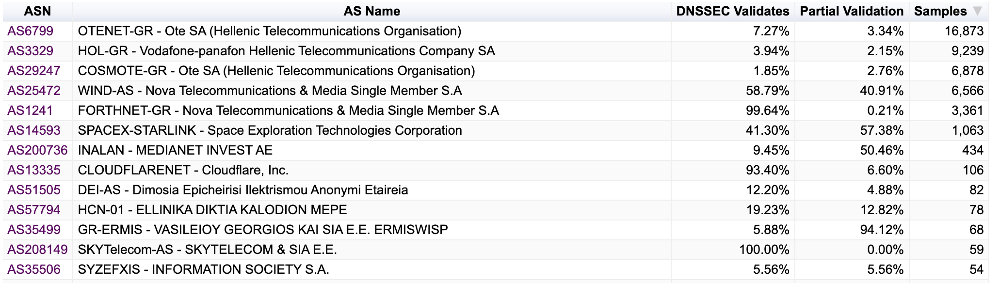 ASN AS Name DNSSEC Validates Partial Validation Samples ▼
AS6799 OTENET-GR - Ote SA (Hellenic Telecommunications Organisation) 7.27% 3.34% 16,873
AS3329 HOL-GR - Vodafone-panafon Hellenic Telecommunications Company SA 3.94% 2.15% 9,239
AS29247 COSMOTE-GR - Ote SA (Hellenic Telecommunications Organisation) 1.85% 2.76% 6,878
AS25472 WIND-AS - Nova Telecommunications & Media Single Member S.A 58.79% 40.91% 6,566
AS1241 FORTHNET-GR - Nova Telecommunications & Media Single Member S.A 99.64% 0.21% 3,361
AS14593 SPACEX-STARLINK - Space Exploration Technologies Corporation 41.30% 57.38% 1,063
AS200736 INALAN - MEDIANET INVEST AE 9.45% 50.46% 434
AS13335 CLOUDFLARENET - Cloudflare, Inc. 93.40% 6.60% 106
AS51505 DEI-AS - Dimosia Epicheirisi Ilektrismou Anonymi Etaireia 12.20% 4.88% 82
AS57794 HCN-01 - ELLINIKA DIKTIA KALODION MEPE 19.23% 12.82% 78
AS35499 GR-ERMIS - VASILEIOY GEORGIOS KAI SIA E.E. ERMISWISP 5.88% 94.12% 68
AS208149 SKYTelecom-AS - SKYTELECOM & SIA E.E. 100.00% 0.00% 59
AS35506 SYZEFXIS - INFORMATION SOCIETY S.A. 5.56% 5.56% 54